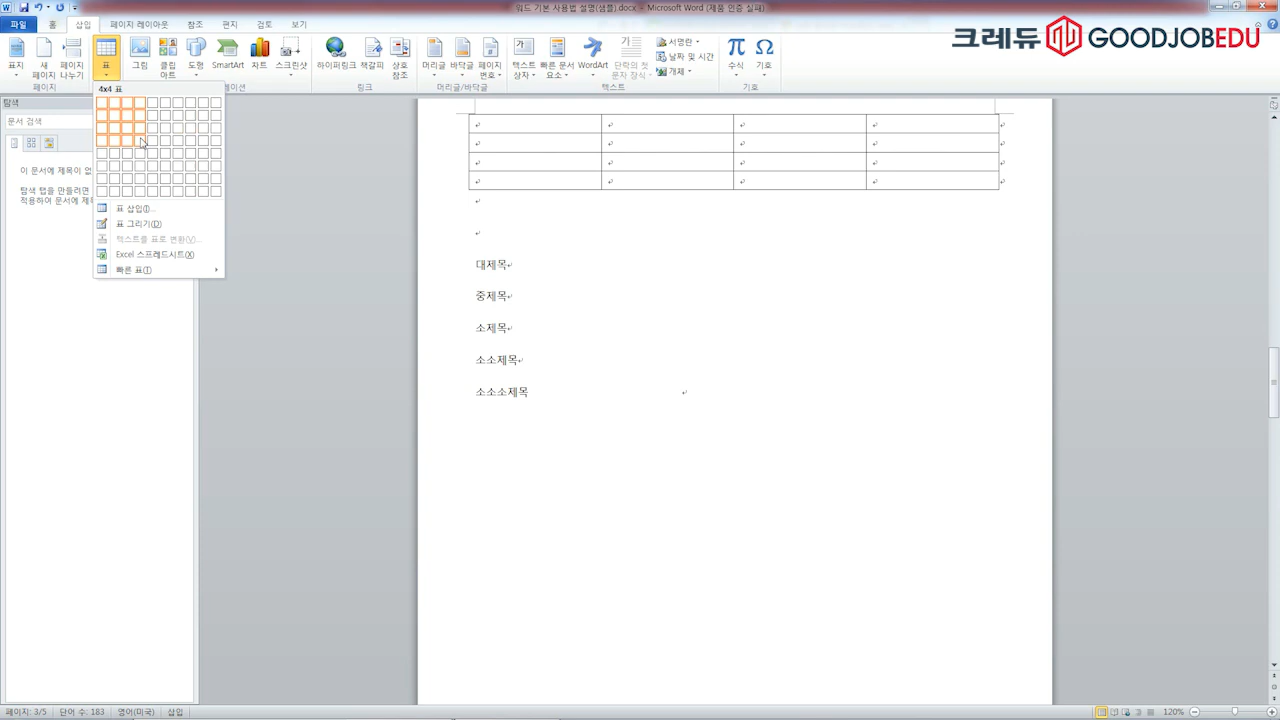 워드 기본 사용법 설명(샘플).docx - Microsoft Word (제품 인증 실패)
파일 홈 삽입 페이지 레이아웃 참조 편지 검토 보기
크레듀 GOODJOBEDU
표지
새 페이지
페이지 나누기
표
그림
클립 아트
도형
SmartArt
차트
스크린샷
하이퍼링크
책갈피
상호 참조
머리글
바닥글
페이지 번호
텍스트 상자
빠른 문서 요소
WordArt
단락의 첫 문자 장식
서명란
날짜 및 시간
개체
수식
기호
페이지
링크
머리글/바닥글
텍스트
기호
4x4 표
표 삽입(I)...
표 그리기(D)
텍스트를 표로 변환(V)...
Excel 스프레드시트(X)
빠른 표(T)
탐색
문서 검색
이 문서에 제목이 없
탐색 탭을 만들려면
적용하여 문서에 제목
대제목
중제목
소제목
소소제목
소소소제목
페이지: 3/5 단어 수: 183 영어(미국) 삽입
120%